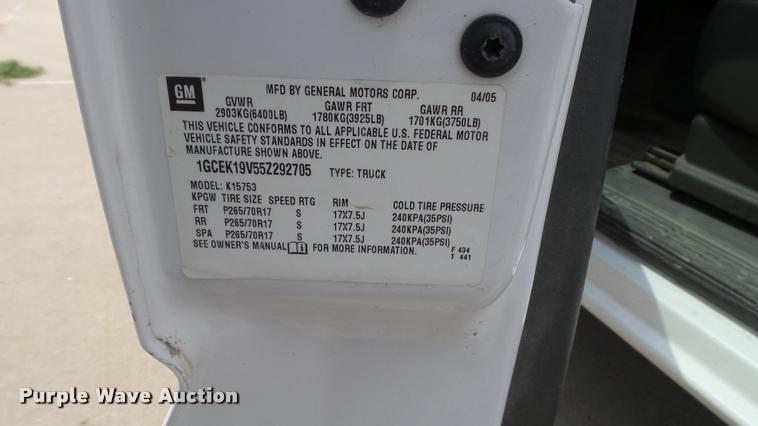 GM
MFD BY GENERAL MOTORS CORP. 04/05
GVWR GAWR FRT GAWR RR
2903KG(6400LB) 1780KG(3925LB) 1701KG(3750LB)
THIS VEHICLE CONFORMS TO ALL APPLICABLE U.S. FEDERAL MOTOR
VEHICLE SAFETY STANDARDS IN EFFECT ON THE DATE OF
MANUFACTURE SHOWN ABOVE.
1GCEK19V55Z292705 TYPE: TRUCK
MODEL: K15753
KPGW TIRE SIZE SPEED RTG RIM COLD TIRE PRESSURE
FRT P265/70R17 S 17X7.5J 240KPA(35PSI)
RR P265/70R17 S 17X7.5J 240KPA(35PSI)
SPA P265/70R17 S 17X7.5J 240KPA(35PSI)
SEE OWNER'S MANUAL FOR MORE INFORMATION. F 434
T 441
Purple Wave Auction